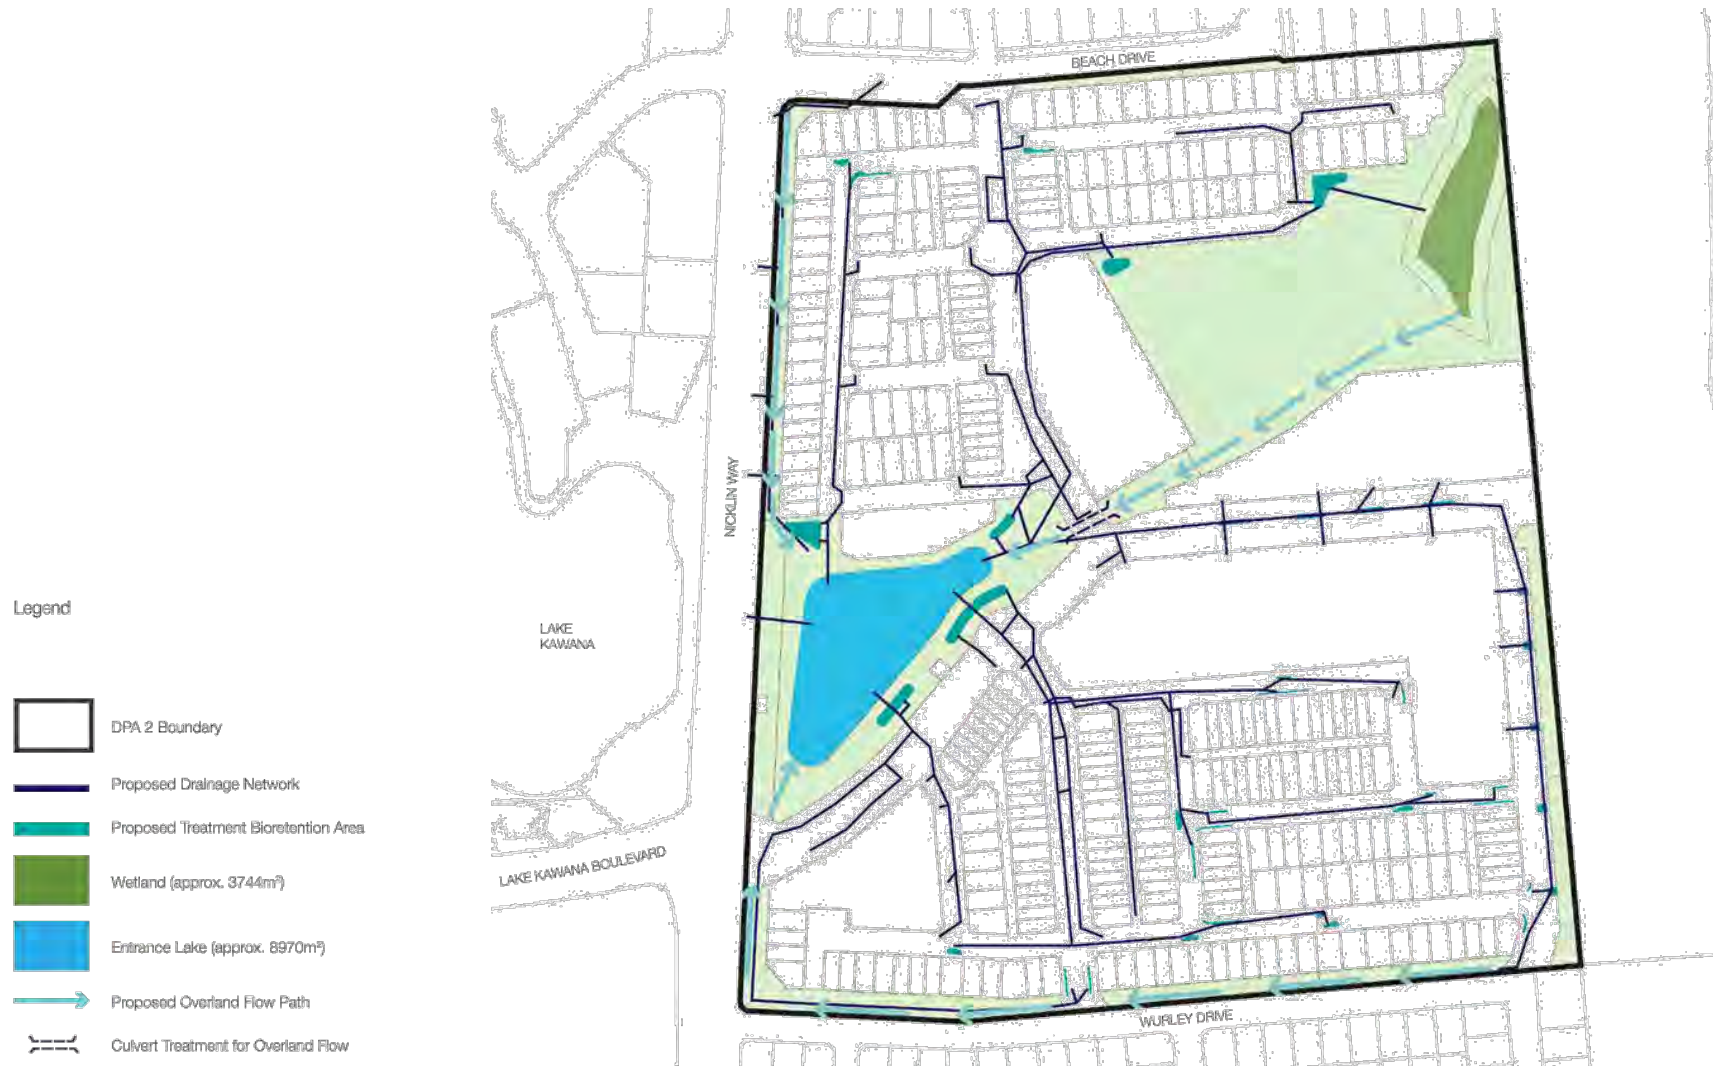 BEACH DRIVE
NICKLIN WAY
LAKE
KAWANA
LAKE KAWANA BOULEVARD
WURLEY DRIVE
Legend
DPA 2 Boundary
Proposed Drainage Network
Proposed Treatment Bioretention Area
Wetland (approx. 3744m²)
Entrance Lake (approx. 8970m²)
Proposed Overland Flow Path
Culvert Treatment for Overland Flow